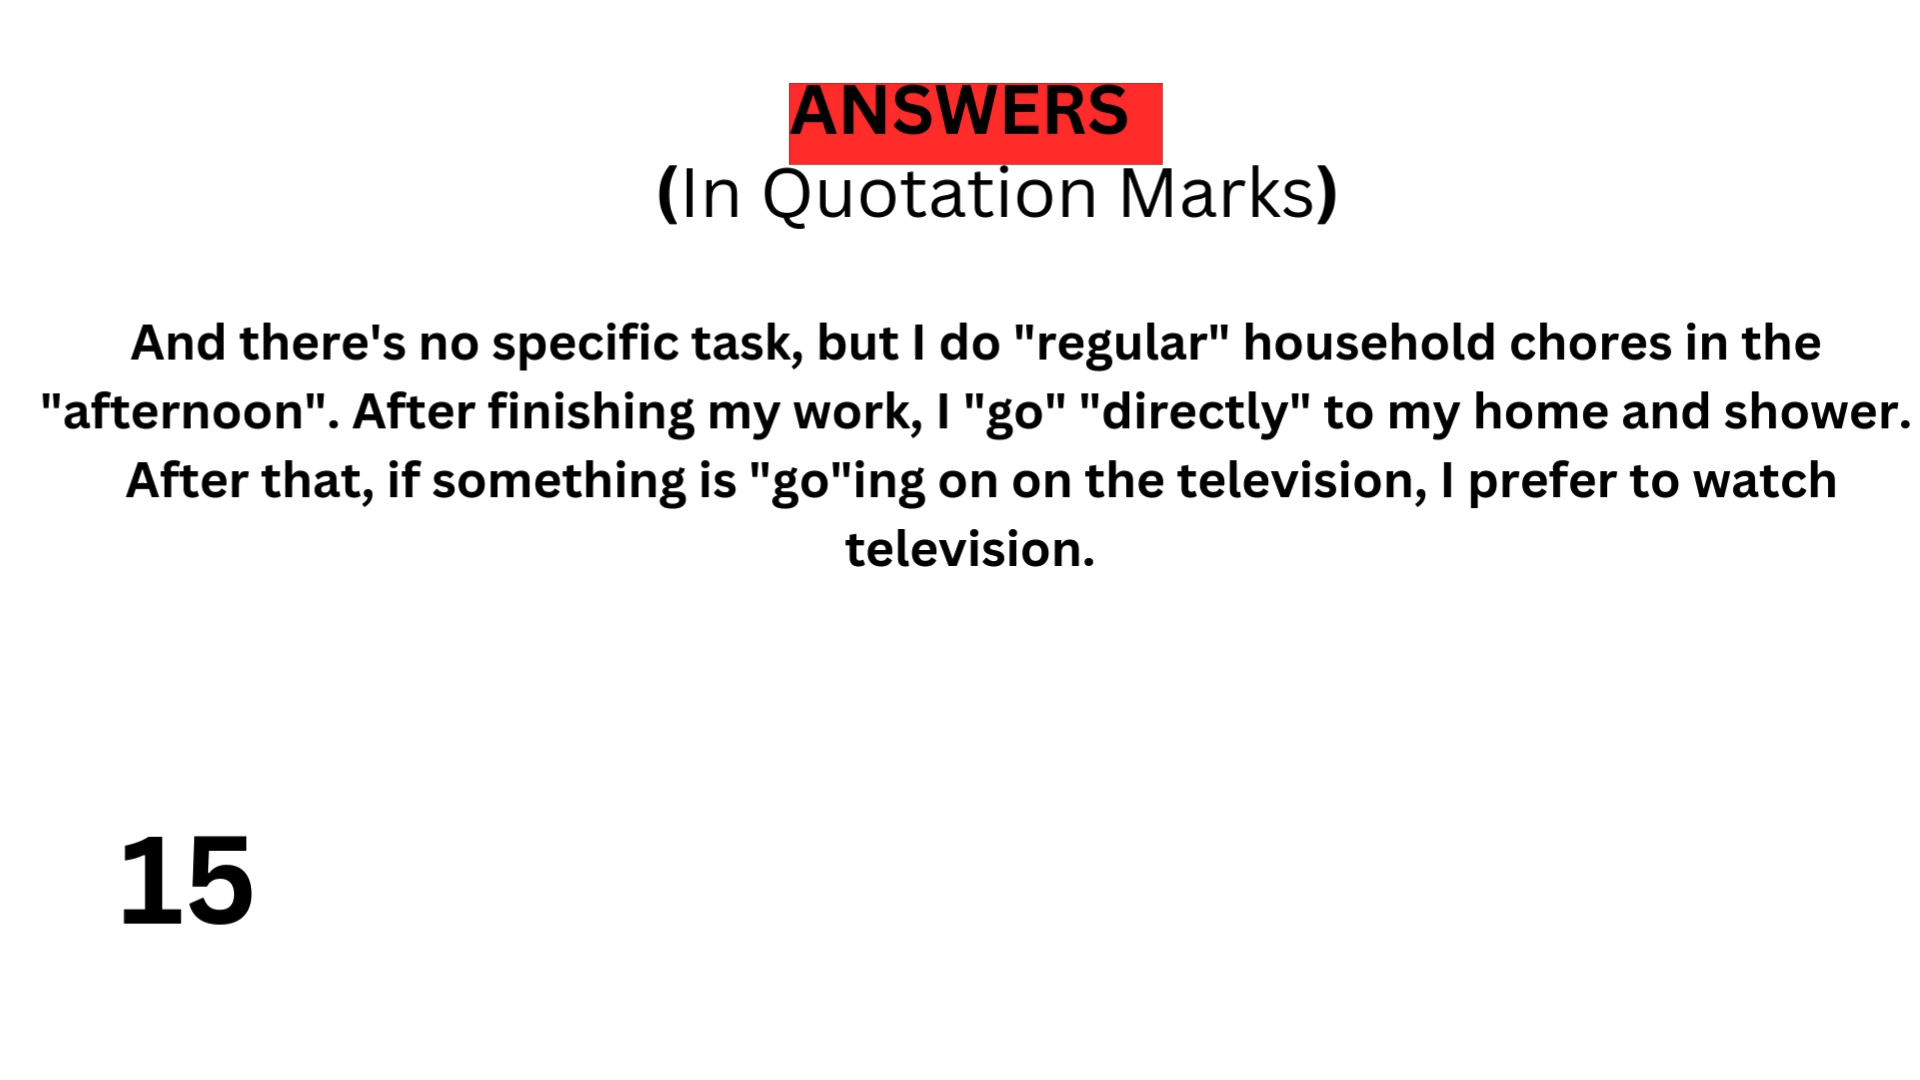 ANSWERS
(In Quotation Marks)
And there's no specific task, but I do "regular" household chores in the
"afternoon". After finishing my work, I "go" "directly" to my home and shower.
After that, if something is "go"ing on on the television, I prefer to watch
television.
15